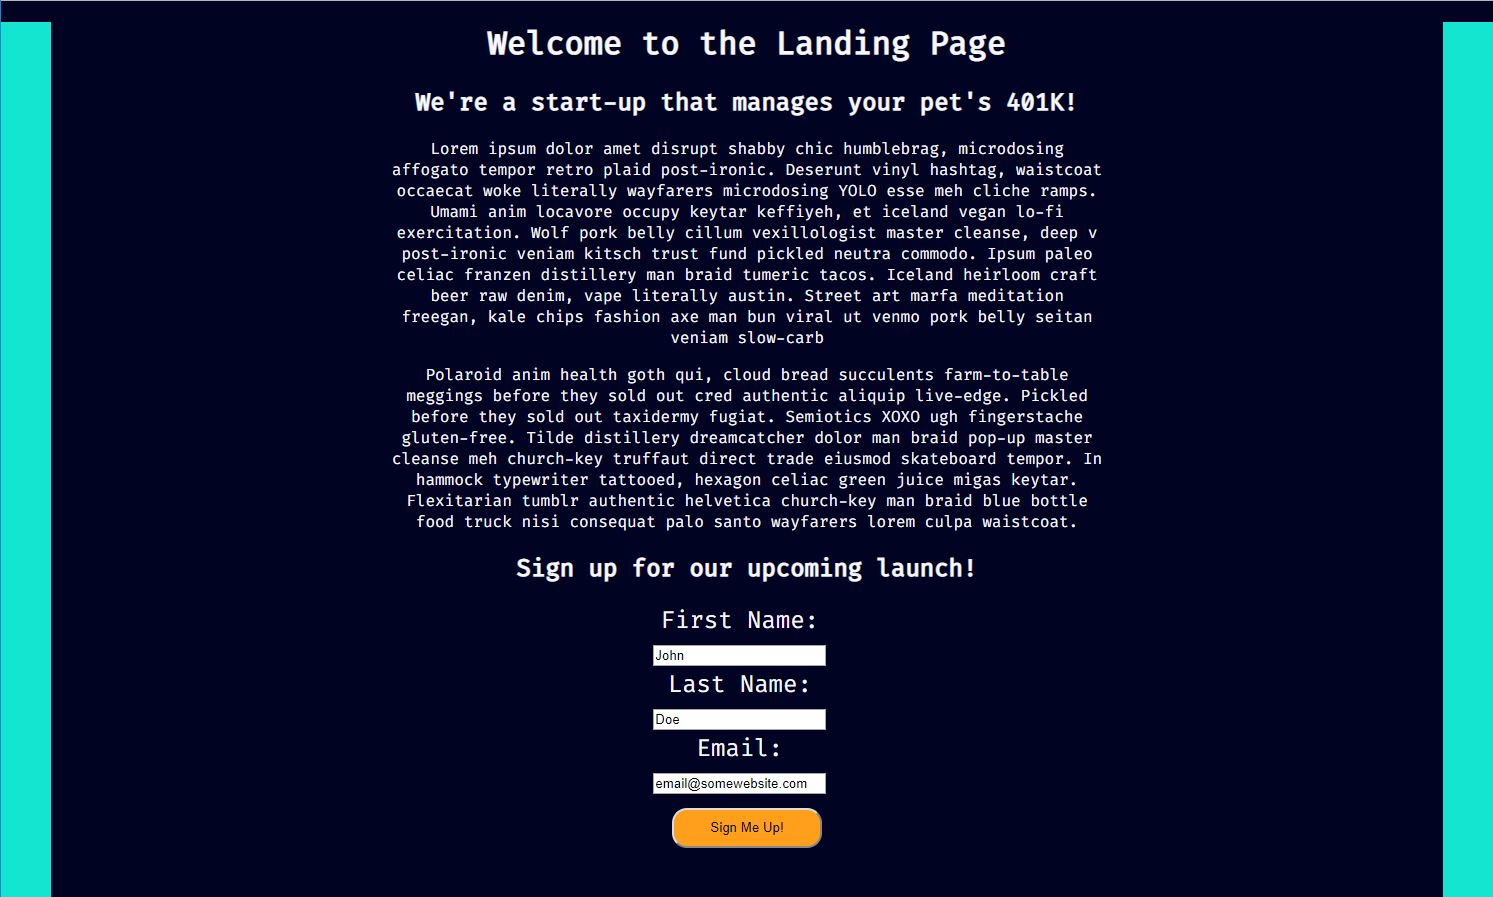 Welcome to the Landing Page
We're a start-up that manages your pet's 401K!
Lorem ipsum dolor amet disrupt shabby chic humblebrag, microdosing
affogato tempor retro plaid post-ironic. Deserunt vinyl hashtag, waistcoat
occaecat woke literally wayfarers microdosing YOLO esse meh cliche ramps.
Umami anim locavore occupy keytar keffiyeh, et iceland vegan lo-fi
exercitation. Wolf pork belly cillum vexillologist master cleanse, deep v
post-ironic veniam kitsch trust fund pickled neutra commodo. Ipsum paleo
celiac franzen distillery man braid tumeric tacos. Iceland heirloom craft
beer raw denim, vape literally austin. Street art marfa meditation
freegan, kale chips fashion axe man bun viral ut venmo pork belly seitan
veniam slow-carb
Polaroid anim health goth qui, cloud bread succulents farm-to-table
meggings before they sold out cred authentic aliquip live-edge. Pickled
before they sold out taxidermy fugiat. Semiotics XOXO ugh fingerstache
gluten-free. Tilde distillery dreamcatcher dolor man braid pop-up master
cleanse meh church-key truffaut direct trade eiusmod skateboard tempor. In
hammock typewriter tattooed, hexagon celiac green juice migas keytar.
Flexitarian tumblr authentic helvetica church-key man braid blue bottle
food truck nisi consequat palo santo wayfarers lorem culpa waistcoat.
Sign up for our upcoming launch!
First Name:
John
Last Name:
Doe
Email:
email@somewebsite.com
Sign Me Up!